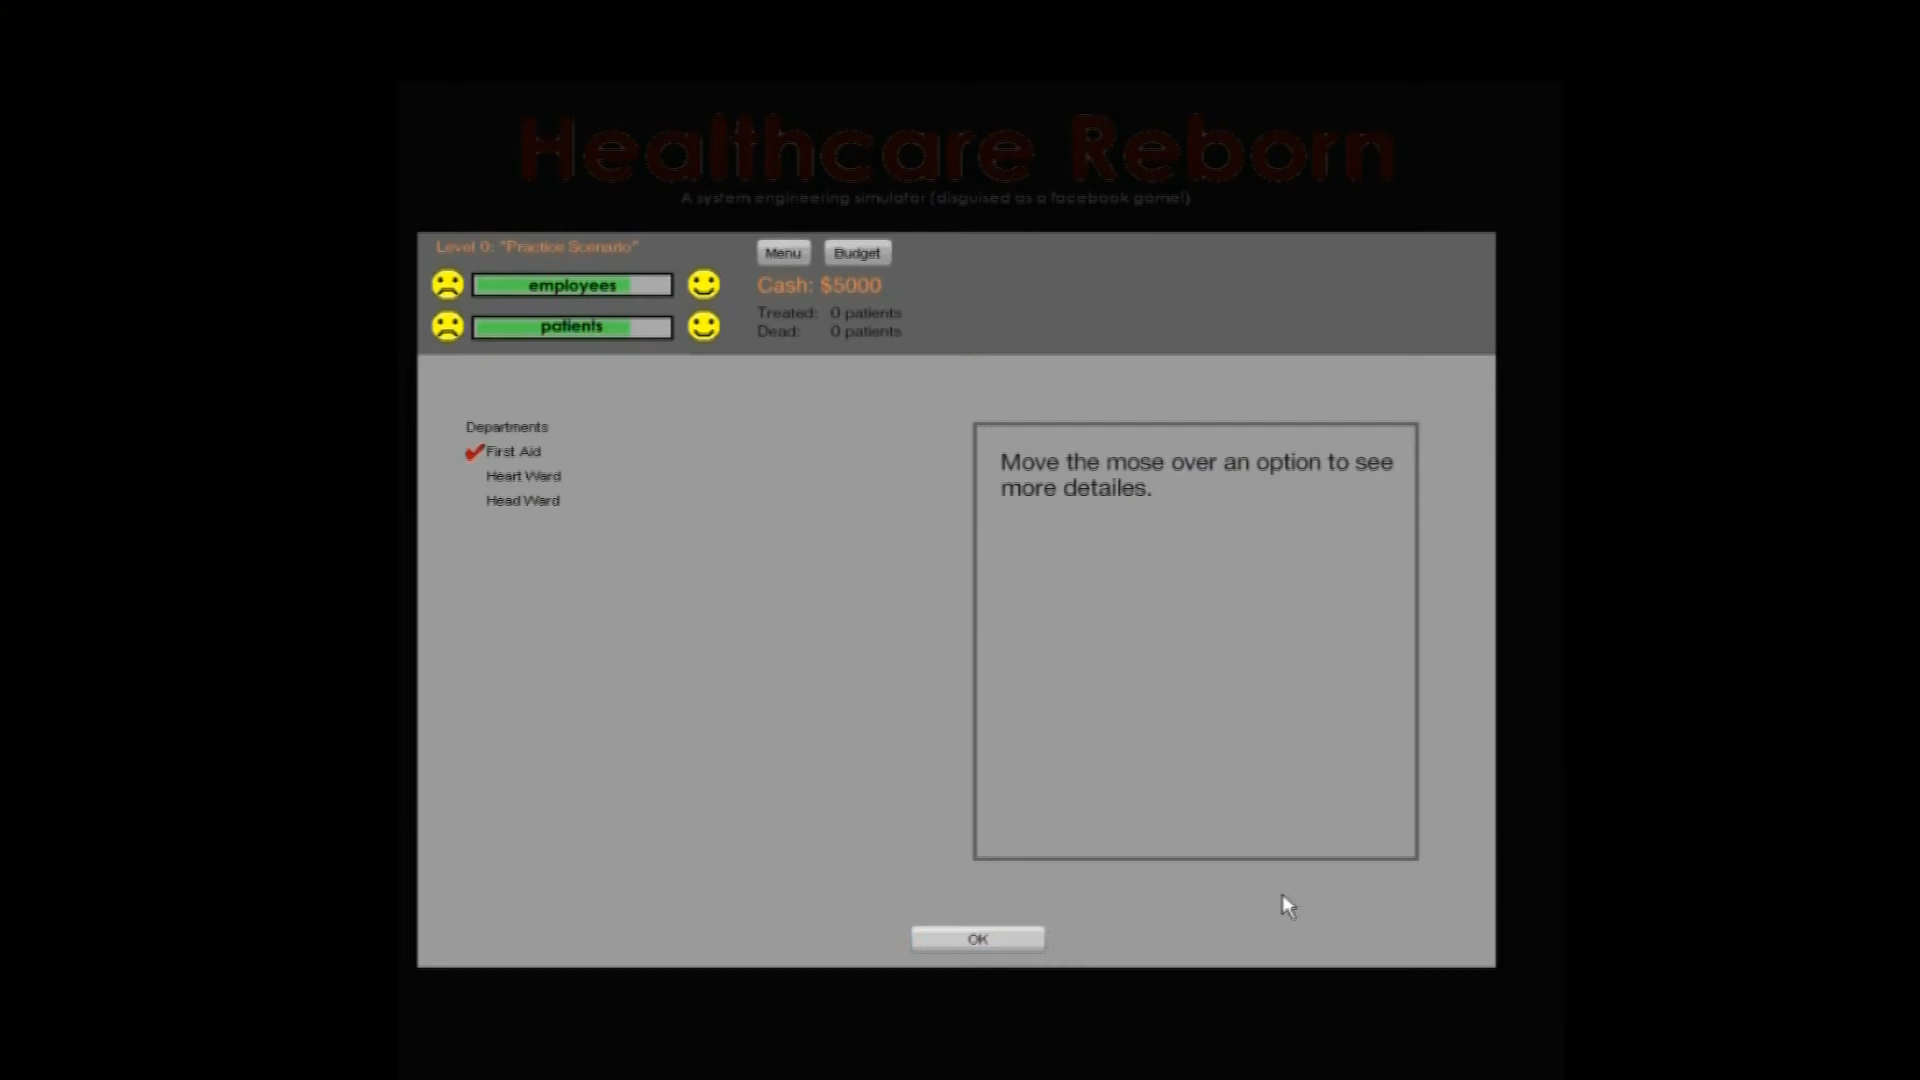 Healthcare Reborn
A system engineering simulator (disguised as a facebook game!)
Level 0: "Practice Scenario"
Menu
Budget
employees
Cash: $5000
Treated: 0 patients
patients
Dead: 0 patients
Departments
First Aid
Heart Ward
Head Ward
Move the mose over an option to see
more detailes.
OK